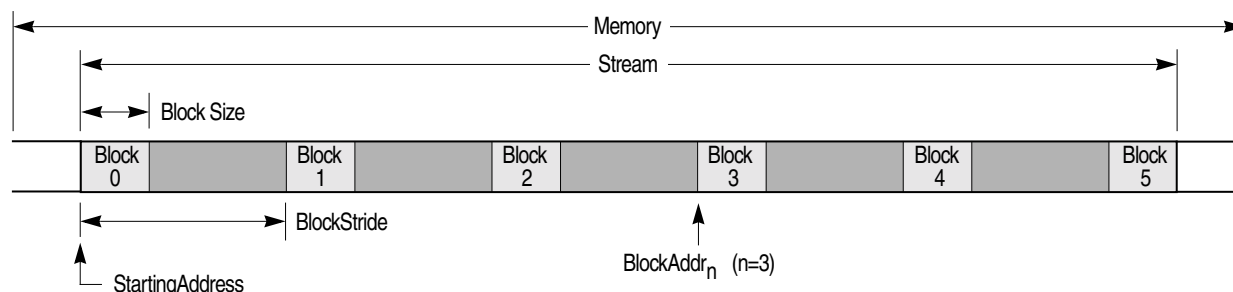 Memory
Stream
Block Size
Block Block Block Block Block Block
0 1 2 3 4 5
BlockStride
BlockAddrn (n=3)
StartingAddress